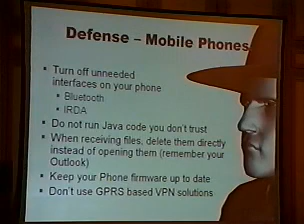 Defense – Mobile Phones
Turn off unneeded
interfaces on your phone
Bluetooth
IRDA
Do not run Java code you don't trust
When receiving files, delete them directly
instead of opening them (remember your
Outlook)
Keep your Phone firmware up to date
Don't use GPRS based VPN solutions